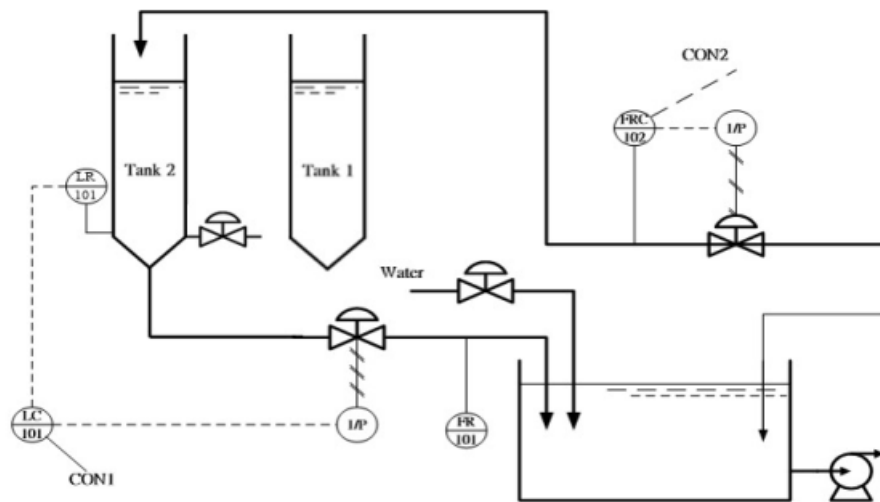 CON2
FRC
102
I/P
Tank 2
Tank 1
LR
101
Water
LC
101
I/P
FR
101
CON1